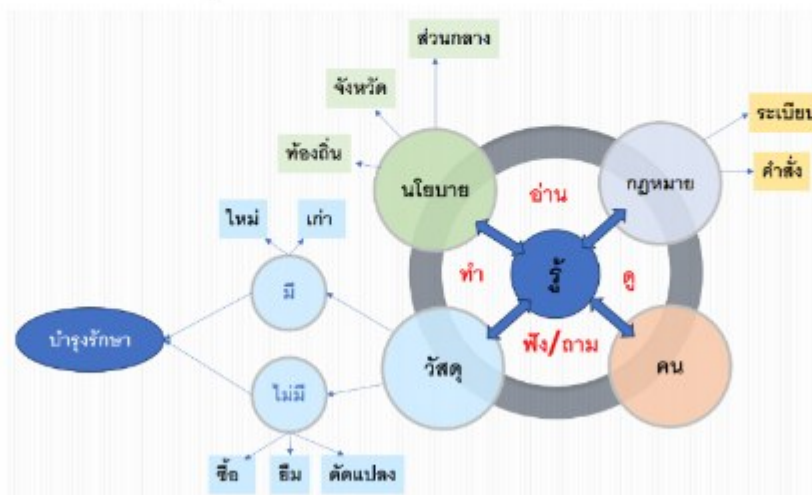 ส่วนกลาง
จังหวัด
ท้องถิ่น
นโยบาย
กฎหมาย
ระเบียบ
คำสั่ง
อ่าน
ใหม่
เก่า
มี
ทำ
รู้
ดู
บำรุงรักษา
ฟัง/ถาม
วัสดุ
คน
ไม่มี
ซื้อ
ยืม
ดัดแปลง